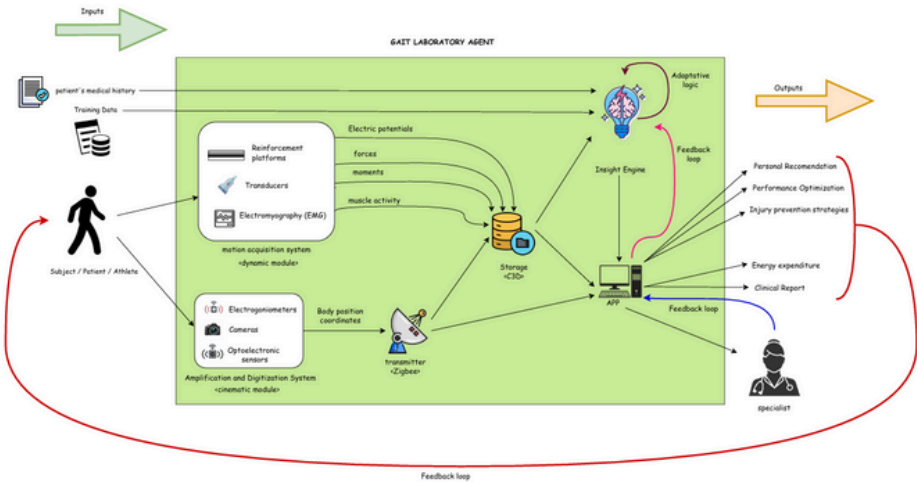 Inputs
GAIT LABORATORY AGENT
patient's medical history
Training Data
Adaptative
logic
Outputs
Reinforcement
platforms
Transducers
Electromyography (EMG)
motion acquisition system
<dynamic module>
Electric potentials
forces
moments
muscle activity
Feedback
loop
Insight Engine
Personal Recomendation
Performance Optimization
Injury prevention strategies
Storage
<C3D>
Subject / Patient / Athlete
Energy expenditure
Clinical Report
APP
Feedback loop
Electrogoniometers
Cameras
Optoelectronic
sensors
Body position
coordinates
transmitter
<Zigbee>
Amplification and Digitization System
<cinematic module>
specialist
Feedback loop